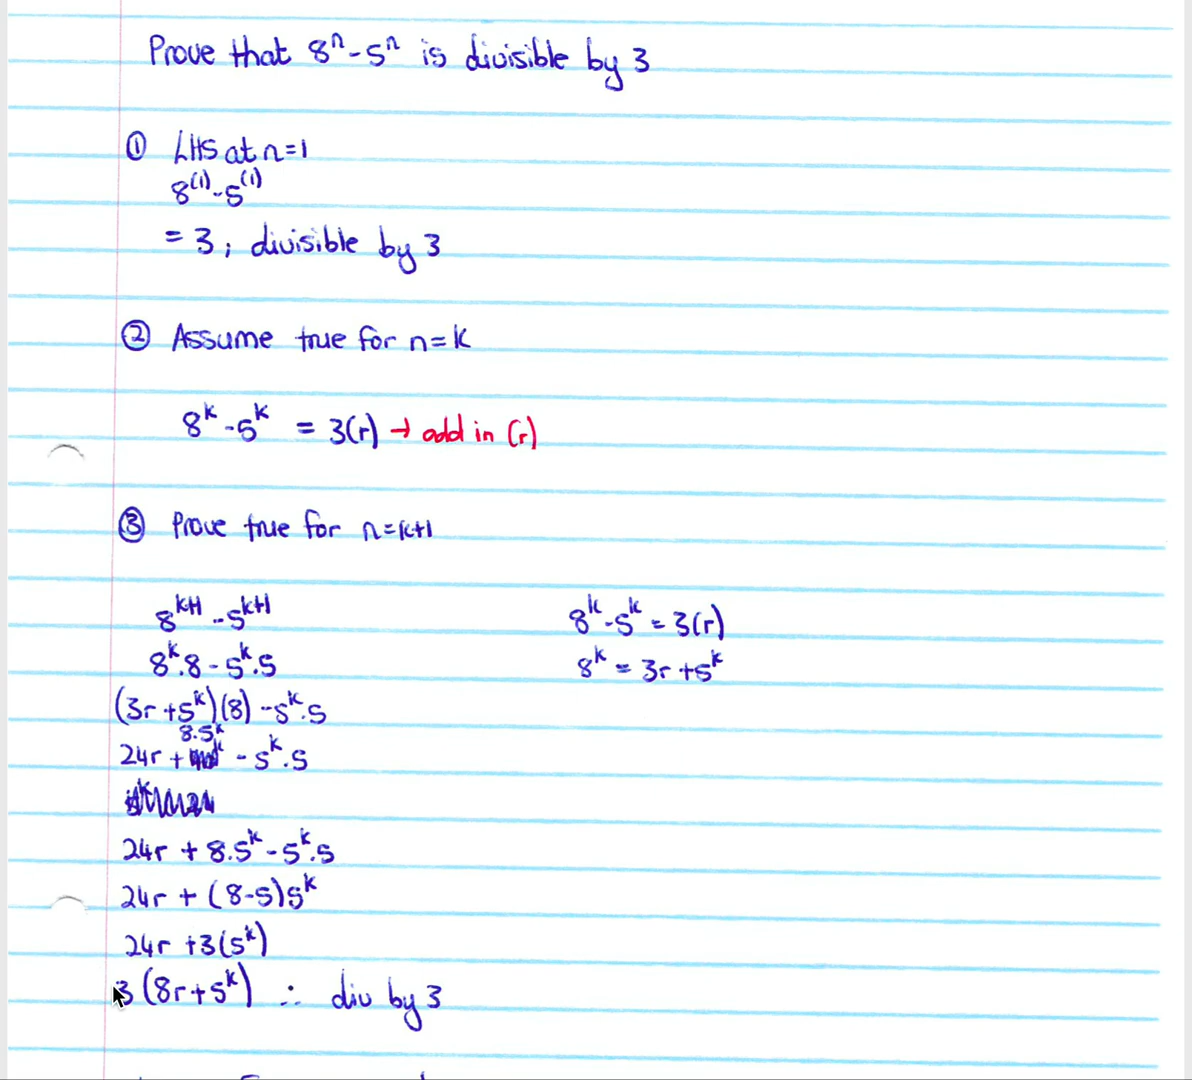 Prove that 8ⁿ - 5ⁿ is divisible by 3
① LHS at n=1
8⁽¹⁾ - 5⁽¹⁾
= 3, divisible by 3
② Assume true for n=k
8ᵏ - 5ᵏ = 3(r) → add in (r)
③ Prove true for n=k+1
8ᵏ⁺¹ - 5ᵏ⁺¹
8ᵏ.8 - 5ᵏ.5
(3r + 5ᵏ)(8) - 5ᵏ.5
8.5ᵏ
24r + - 5ᵏ.5
24r + 8.5ᵏ - 5ᵏ.5
24r + (8-5)5ᵏ
24r + 3(5ᵏ)
3(8r + 5ᵏ) ∴ div by 3
8ᵏ - 5ᵏ = 3(r)
8ᵏ = 3r + 5ᵏ